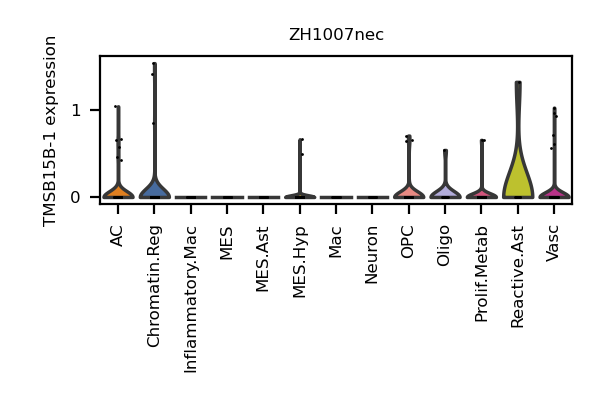 ZH1007nec
TMSB15B-1 expression
1
0
AC
Chromatin.Reg
Inflammatory.Mac
MES
MES.Ast
MES.Hyp
Mac
Neuron
OPC
Oligo
Prolif.Metab
Reactive.Ast
Vasc